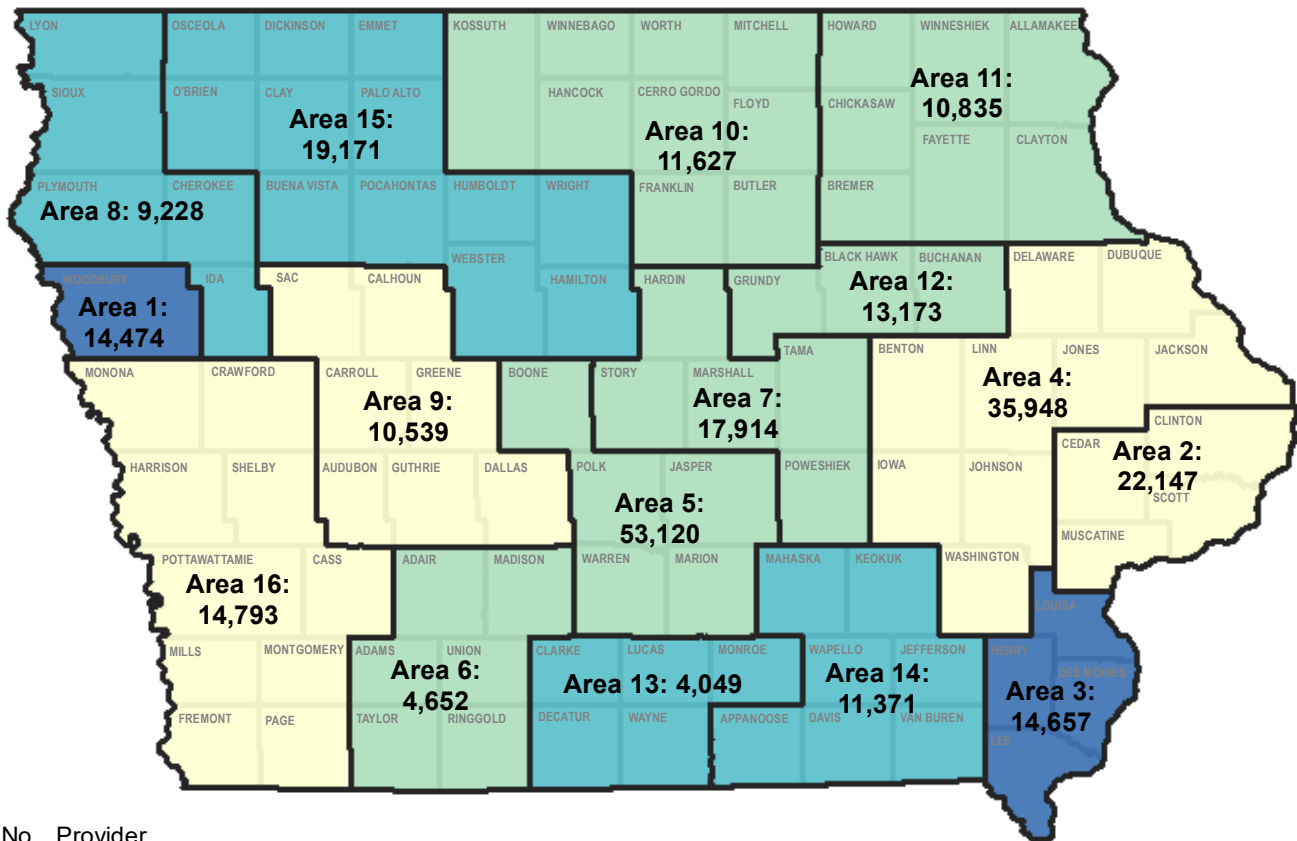 LYON OSCEOLA DICKINSON EMMET KOSSUTH WINNEBAGO WORTH MITCHELL HOWARD WINNESHIEK ALLAMAKEE
SIOUX O'BRIEN CLAY PALO ALTO HANCOCK CERRO GORDO FLOYD CHICKASAW
Area 11:
10,835
Area 15:
19,171
Area 10:
11,627
FAYETTE CLAYTON
PLYMOUTH CHEROKEE BUENA VISTA POCAHONTAS HUMBOLDT WRIGHT FRANKLIN BUTLER BREMER
Area 8: 9,228
WEBSTER BLACK HAWK BUCHANAN DELAWARE DUBUQUE
WOODBURY IDA SAC CALHOUN HAMILTON HARDIN GRUNDY
Area 1:
14,474
Area 12:
13,173
TAMA BENTON LINN JONES JACKSON
MONONA CRAWFORD CARROLL GREENE BOONE STORY MARSHALL
Area 9:
10,539
Area 7:
17,914
Area 4:
35,948
CLINTON
CEDAR
Area 2:
22,147
SCOTT
HARRISON SHELBY AUDUBON GUTHRIE DALLAS POLK JASPER POWESHIEK IOWA JOHNSON
Area 5:
53,120
MUSCATINE
POTTAWATTAMIE CASS ADAIR MADISON WARREN MARION MAHASKA KEOKUK WASHINGTON
Area 16:
14,793
LOUISA
MILLS MONTGOMERY ADAMS UNION CLARKE LUCAS MONROE WAPELLO JEFFERSON HENRY
DES MOINES
Area 6:
4,652
Area 13: 4,049
Area 14:
11,371
Area 3:
14,657
FREMONT PAGE TAYLOR RINGGOLD DECATUR WAYNE APPANOOSE DAVIS VAN BUREN
LEE
No Provider